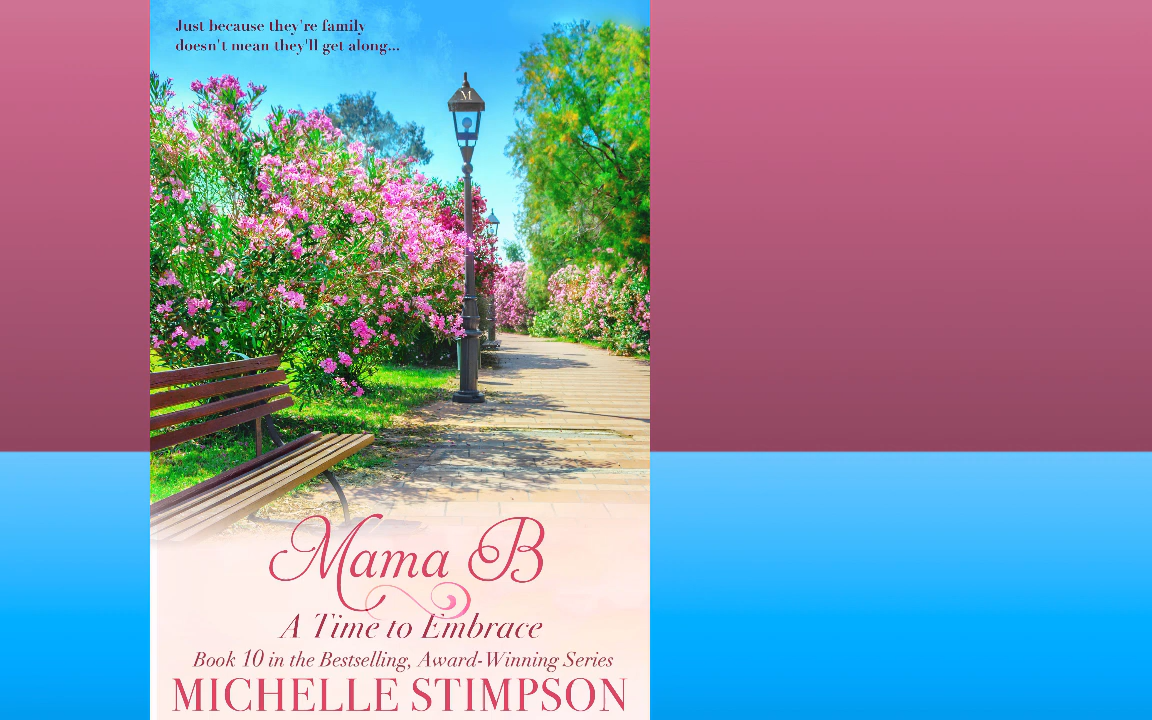 Just because they're family
doesn't mean they'll get along...
M
Mama B
A Time to Embrace
Book 10 in the Bestselling, Award-Winning Series
MICHELLE STIMPSON